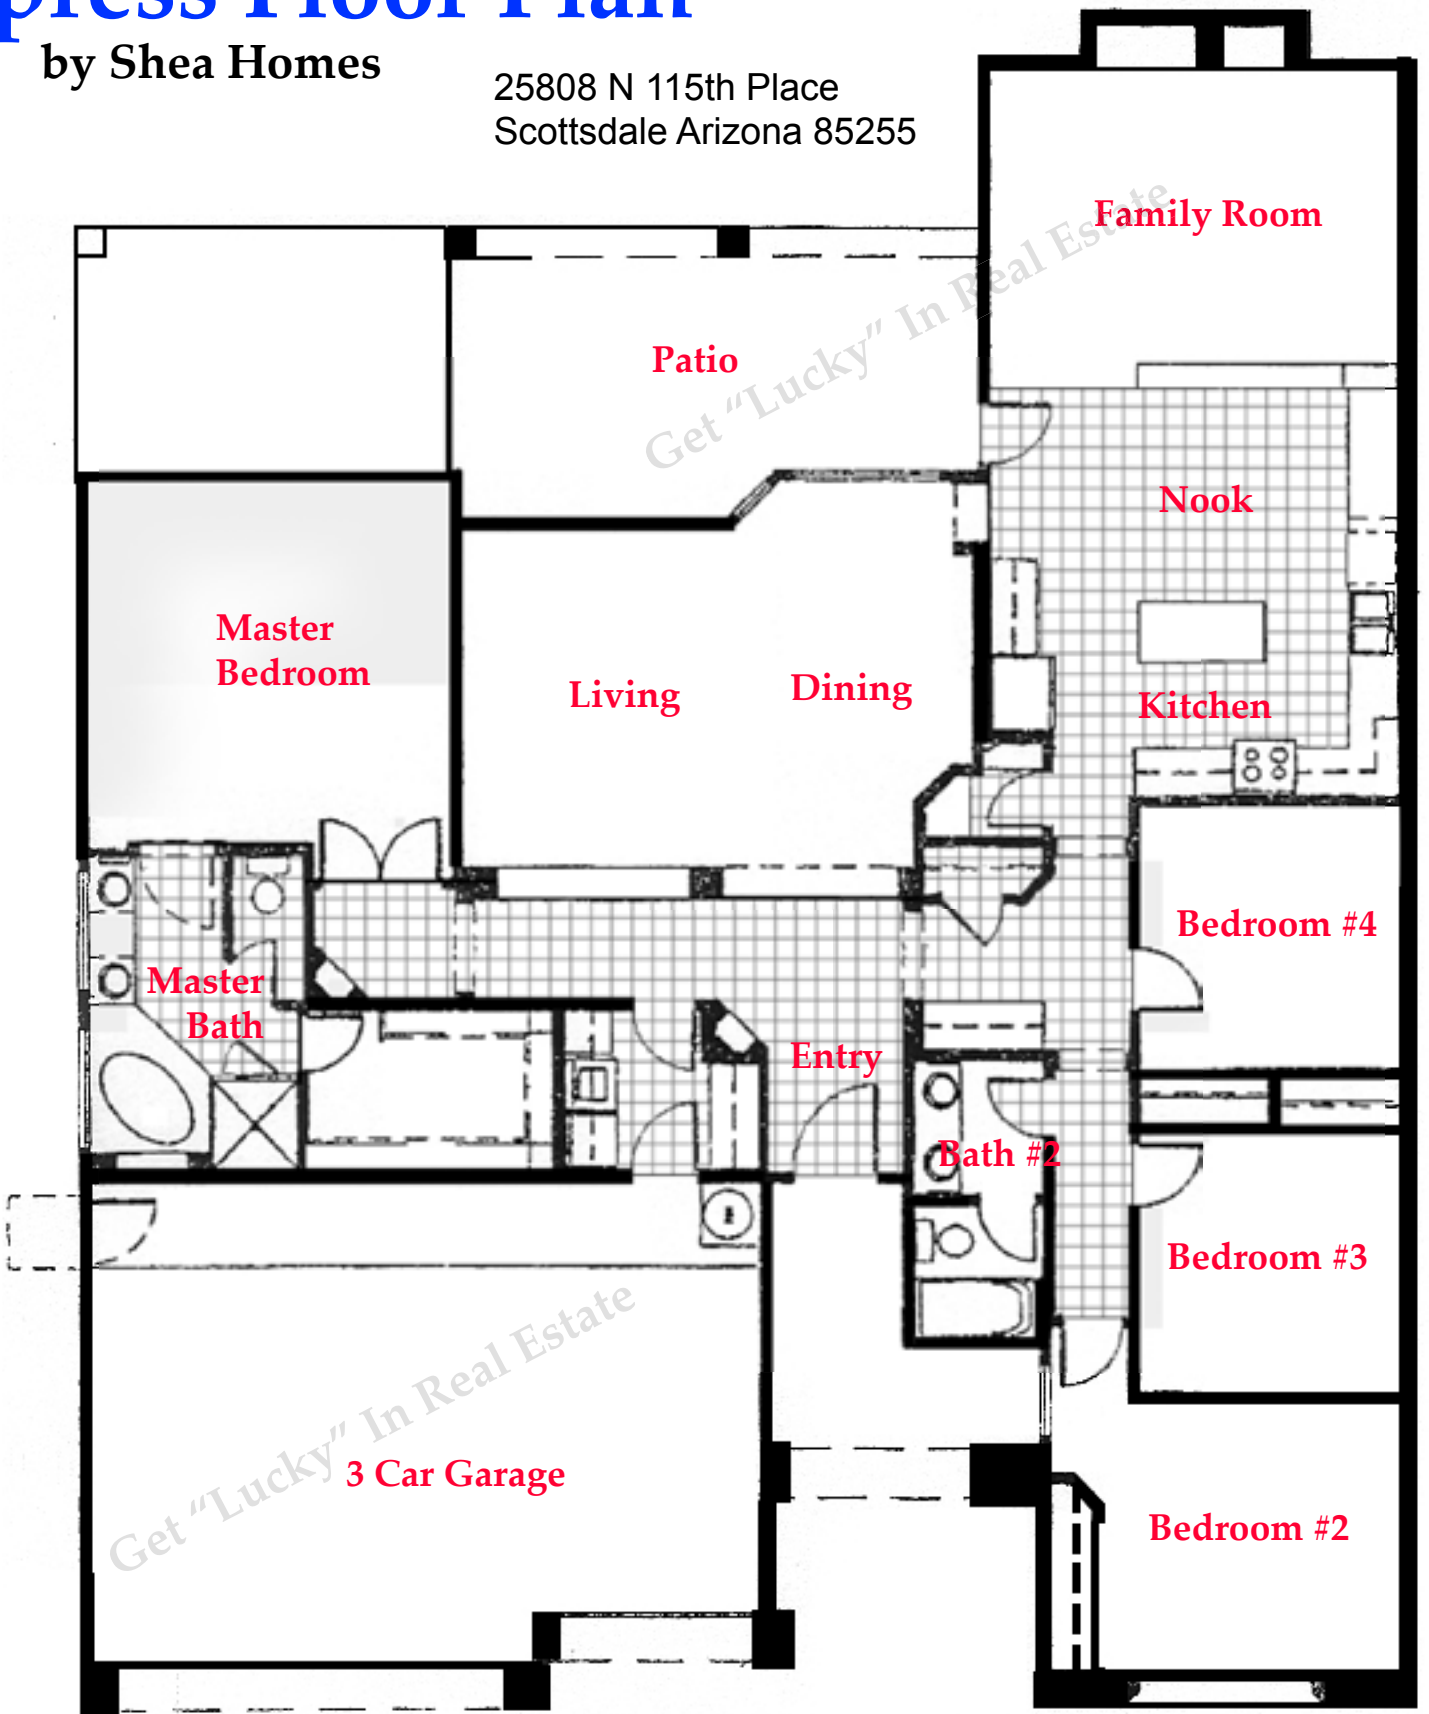 Floor Plan
by Shea Homes
25808 N 115th Place
Scottsdale Arizona 85255
Family Room
Get "Lucky" In Real Estate
Patio
Nook
Master
Bedroom
Living
Dining
Kitchen
Bedroom #4
Master
Bath
Entry
Bath #2
Bedroom #3
Get "Lucky" In Real Estate
3 Car Garage
Bedroom #2